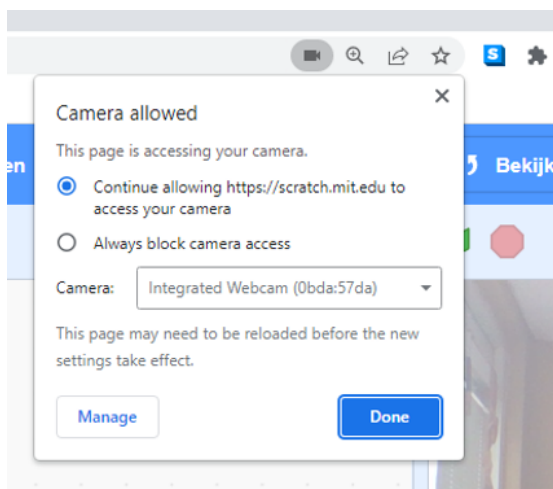 S
Camera allowed
This page is accessing your camera.
en
Bekijk
Continue allowing https://scratch.mit.edu to
access your camera
Always block camera access
Camera: Integrated Webcam (0bda:57da)
This page may need to be reloaded before the new
settings take effect.
Manage Done